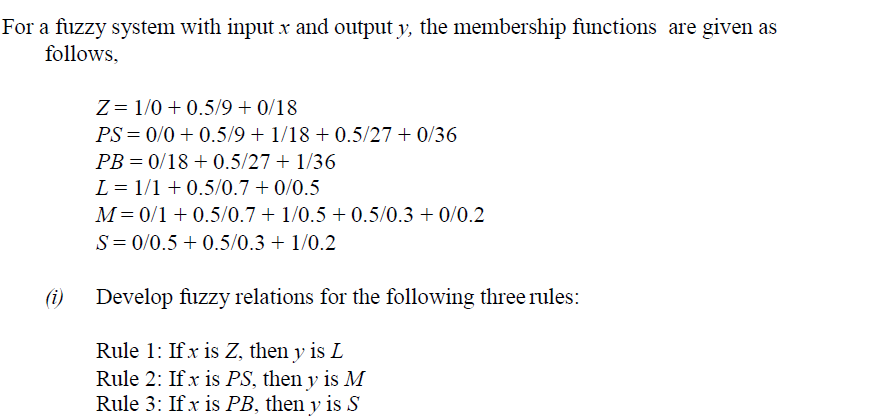 For a fuzzy system with input x and output y, the membership functions are given as
follows,
Z = 1/0 + 0.5/9 + 0/18
PS = 0/0 + 0.5/9 + 1/18 + 0.5/27 + 0/36
PB = 0/18 + 0.5/27 + 1/36
L = 1/1 + 0.5/0.7 + 0/0.5
M = 0/1 + 0.5/0.7 + 1/0.5 + 0.5/0.3 + 0/0.2
S = 0/0.5 + 0.5/0.3 + 1/0.2
(i) Develop fuzzy relations for the following three rules:
Rule 1: If x is Z, then y is L
Rule 2: If x is PS, then y is M
Rule 3: If x is PB, then y is S